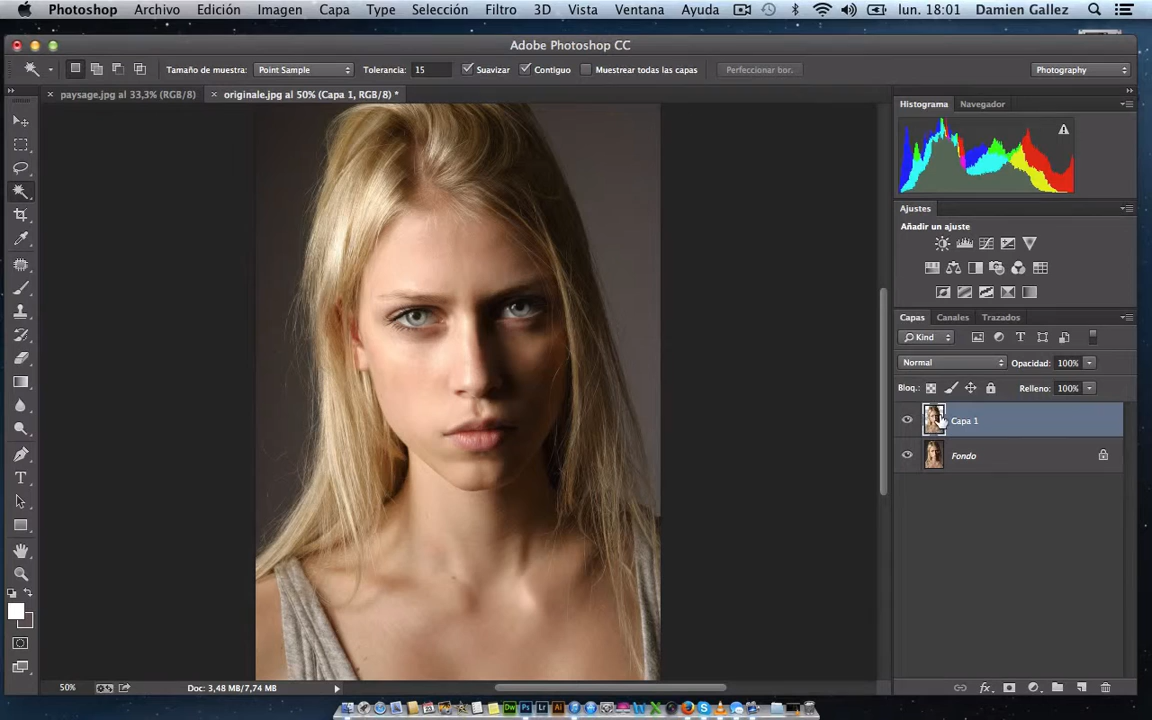 Photoshop Archivo Edición Imagen Capa Type Selección Filtro 3D Vista Ventana Ayuda lun. 18:01 Damien Gallez
Adobe Photoshop CC
Tamaño de muestra: Point Sample Tolerancia: 15 Suavizar Contiguo Muestrear todas las capas Perfeccionar bor. Photography
paysage.jpg al 33,3% (RGB/8) originale.jpg al 50% (Capa 1, RGB/8) *
Histograma Navegador
Ajustes
Añadir un ajuste
Capas Canales Trazados
Kind
Normal Opacidad: 100%
Bloq.: Relleno: 100%
Capa 1
Fondo
50% Doc: 3,48 MB/7,74 MB
Dw Ps Lr Ai